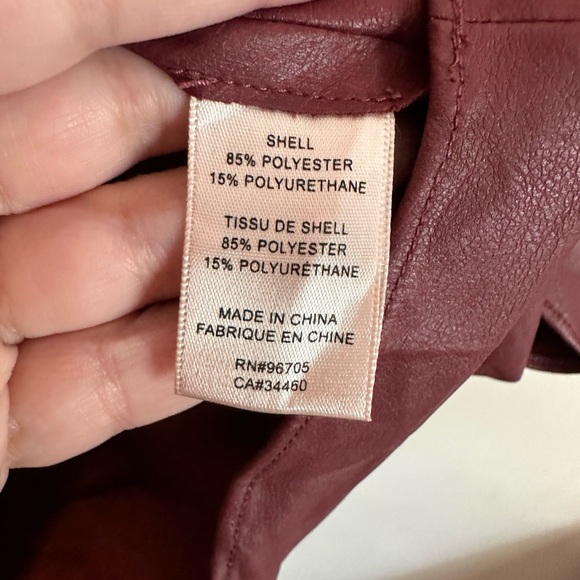 SHELL
85% POLYESTER
15% POLYURETHANE
TISSU DE SHELL
85% POLYESTER
15% POLYURÉTHANE
MADE IN CHINA
FABRIQUE EN CHINE
RN#96705
CA#34460